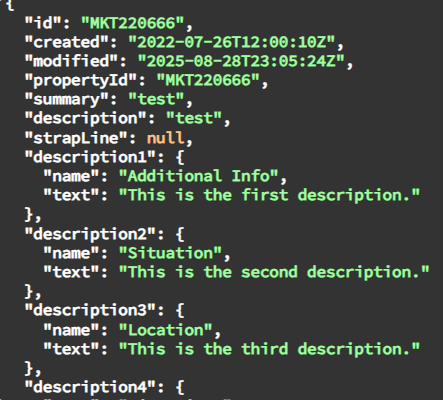 {
"id": "MKT220666",
"created": "2022-07-26T12:00:10Z",
"modified": "2025-08-28T23:05:24Z",
"propertyId": "MKT220666",
"summary": "test",
"description": "test",
"strapLine": null,
"description1": {
"name": "Additional Info",
"text": "This is the first description."
},
"description2": {
"name": "Situation",
"text": "This is the second description."
},
"description3": {
"name": "Location",
"text": "This is the third description."
},
"description4": {